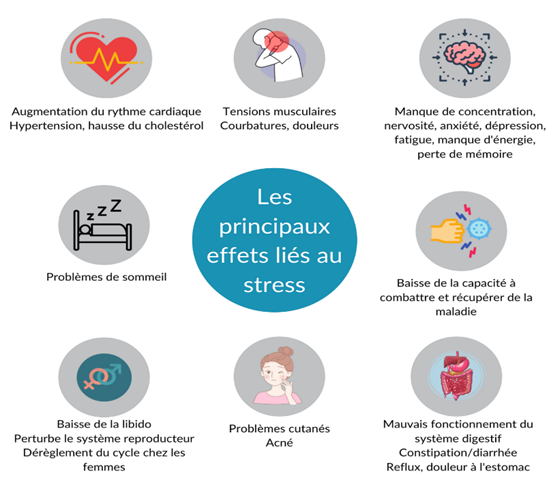 Augmentation du rythme cardiaque
Hypertension, hausse du cholestérol
Tensions musculaires
Courbatures, douleurs
Manque de concentration,
nervosité, anxiété, dépression,
fatigue, manque d'énergie,
perte de mémoire
z z Z
Problèmes de sommeil
Les
principaux
effets liés au
stress
Baisse de la capacité à
combattre et récupérer de la
maladie
Baisse de la libido
Perturbe le système reproducteur
Dérèglement du cycle chez les
femmes
Problèmes cutanés
Acné
Mauvais fonctionnement du
système digestif
Constipation/diarrhée
Reflux, douleur à l'estomac